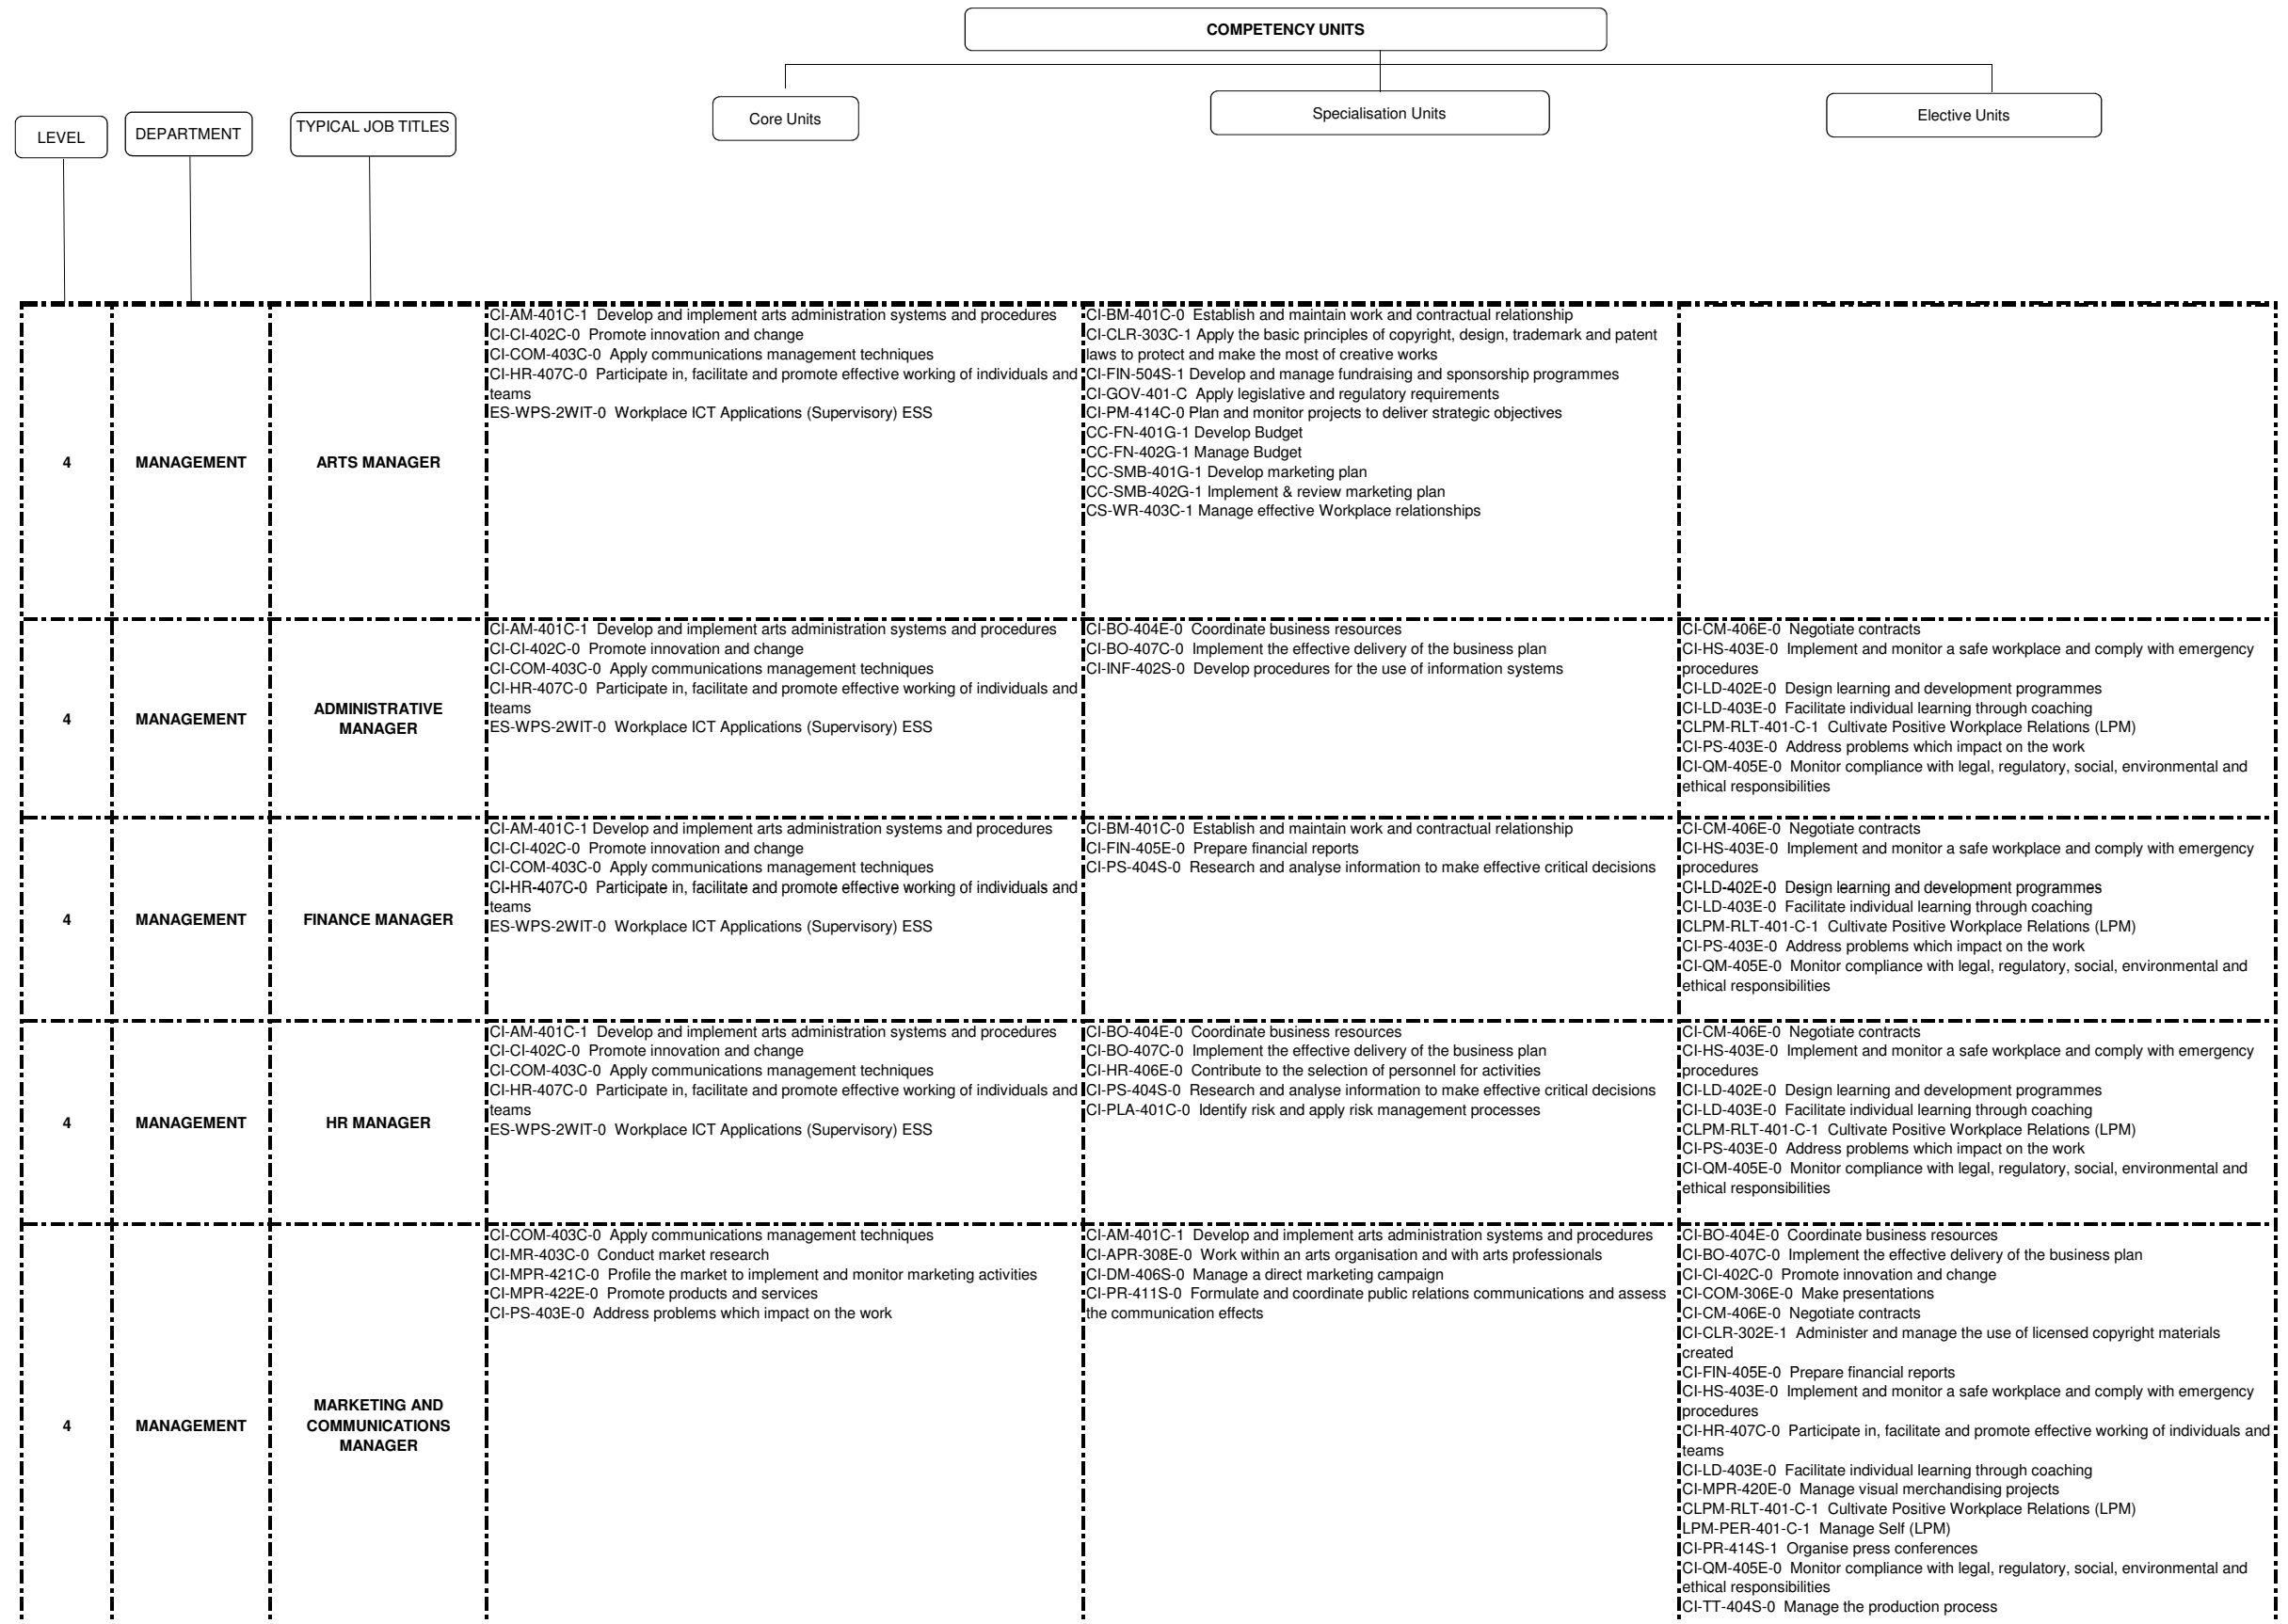 COMPETENCY UNITS
Core Units
Specialisation Units
Elective Units
LEVEL
DEPARTMENT
TYPICAL JOB TITLES
4
MANAGEMENT
ARTS MANAGER
CI-AM-401C-1 Develop and implement arts administration systems and procedures
CI-CI-402C-0 Promote innovation and change
CI-COM-403C-0 Apply communications management techniques
CI-HR-407C-0 Participate in, facilitate and promote effective working of individuals and
teams
ES-WPS-2WIT-0 Workplace ICT Applications (Supervisory) ESS
CI-BM-401C-0 Establish and maintain work and contractual relationship
CI-CLR-303C-1 Apply the basic principles of copyright, design, trademark and patent
laws to protect and make the most of creative works
CI-FIN-504S-1 Develop and manage fundraising and sponsorship programmes
CI-GOV-401-C Apply legislative and regulatory requirements
CI-PM-414C-0 Plan and monitor projects to deliver strategic objectives
CC-FN-401G-1 Develop Budget
CC-FN-402G-1 Manage Budget
CC-SMB-401G-1 Develop marketing plan
CC-SMB-402G-1 Implement & review marketing plan
CS-WR-403C-1 Manage effective Workplace relationships
4
MANAGEMENT
ADMINISTRATIVE
MANAGER
CI-AM-401C-1 Develop and implement arts administration systems and procedures
CI-CI-402C-0 Promote innovation and change
CI-COM-403C-0 Apply communications management techniques
CI-HR-407C-0 Participate in, facilitate and promote effective working of individuals and
teams
ES-WPS-2WIT-0 Workplace ICT Applications (Supervisory) ESS
CI-BO-404E-0 Coordinate business resources
CI-BO-407C-0 Implement the effective delivery of the business plan
CI-INF-402S-0 Develop procedures for the use of information systems
CI-CM-406E-0 Negotiate contracts
CI-HS-403E-0 Implement and monitor a safe workplace and comply with emergency
procedures
CI-LD-402E-0 Design learning and development programmes
CI-LD-403E-0 Facilitate individual learning through coaching
CLPM-RLT-401-C-1 Cultivate Positive Workplace Relations (LPM)
CI-PS-403E-0 Address problems which impact on the work
CI-QM-405E-0 Monitor compliance with legal, regulatory, social, environmental and
ethical responsibilities
4
MANAGEMENT
FINANCE MANAGER
CI-AM-401C-1 Develop and implement arts administration systems and procedures
CI-CI-402C-0 Promote innovation and change
CI-COM-403C-0 Apply communications management techniques
CI-HR-407C-0 Participate in, facilitate and promote effective working of individuals and
teams
ES-WPS-2WIT-0 Workplace ICT Applications (Supervisory) ESS
CI-BM-401C-0 Establish and maintain work and contractual relationship
CI-FIN-405E-0 Prepare financial reports
CI-PS-404S-0 Research and analyse information to make effective critical decisions
CI-CM-406E-0 Negotiate contracts
CI-HS-403E-0 Implement and monitor a safe workplace and comply with emergency
procedures
CI-LD-402E-0 Design learning and development programmes
CI-LD-403E-0 Facilitate individual learning through coaching
CLPM-RLT-401-C-1 Cultivate Positive Workplace Relations (LPM)
CI-PS-403E-0 Address problems which impact on the work
CI-QM-405E-0 Monitor compliance with legal, regulatory, social, environmental and
ethical responsibilities
4
MANAGEMENT
HR MANAGER
CI-AM-401C-1 Develop and implement arts administration systems and procedures
CI-CI-402C-0 Promote innovation and change
CI-COM-403C-0 Apply communications management techniques
CI-HR-407C-0 Participate in, facilitate and promote effective working of individuals and
teams
ES-WPS-2WIT-0 Workplace ICT Applications (Supervisory) ESS
CI-BO-404E-0 Coordinate business resources
CI-BO-407C-0 Implement the effective delivery of the business plan
CI-HR-406E-0 Contribute to the selection of personnel for activities
CI-PS-404S-0 Research and analyse information to make effective critical decisions
CI-PLA-401C-0 Identify risk and apply risk management processes
CI-CM-406E-0 Negotiate contracts
CI-HS-403E-0 Implement and monitor a safe workplace and comply with emergency
procedures
CI-LD-402E-0 Design learning and development programmes
CI-LD-403E-0 Facilitate individual learning through coaching
CLPM-RLT-401-C-1 Cultivate Positive Workplace Relations (LPM)
CI-PS-403E-0 Address problems which impact on the work
CI-QM-405E-0 Monitor compliance with legal, regulatory, social, environmental and
ethical responsibilities
4
MANAGEMENT
MARKETING AND
COMMUNICATIONS
MANAGER
CI-COM-403C-0 Apply communications management techniques
CI-MR-403C-0 Conduct market research
CI-MPR-421C-0 Profile the market to implement and monitor marketing activities
CI-MPR-422E-0 Promote products and services
CI-PS-403E-0 Address problems which impact on the work
CI-AM-401C-1 Develop and implement arts administration systems and procedures
CI-APR-308E-0 Work within an arts organisation and with arts professionals
CI-DM-406S-0 Manage a direct marketing campaign
CI-PR-411S-0 Formulate and coordinate public relations communications and assess
the communication effects
CI-BO-404E-0 Coordinate business resources
CI-BO-407C-0 Implement the effective delivery of the business plan
CI-CI-402C-0 Promote innovation and change
CI-COM-306E-0 Make presentations
CI-CM-406E-0 Negotiate contracts
CI-CLR-302E-1 Administer and manage the use of licensed copyright materials
created
CI-FIN-405E-0 Prepare financial reports
CI-HS-403E-0 Implement and monitor a safe workplace and comply with emergency
procedures
CI-HR-407C-0 Participate in, facilitate and promote effective working of individuals and
teams
CI-LD-403E-0 Facilitate individual learning through coaching
CI-MPR-420E-0 Manage visual merchandising projects
CLPM-RLT-401-C-1 Cultivate Positive Workplace Relations (LPM)
LPM-PER-401-C-1 Manage Self (LPM)
CI-PR-414S-1 Organise press conferences
CI-QM-405E-0 Monitor compliance with legal, regulatory, social, environmental and
ethical responsibilities
CI-TT-404S-0 Manage the production process